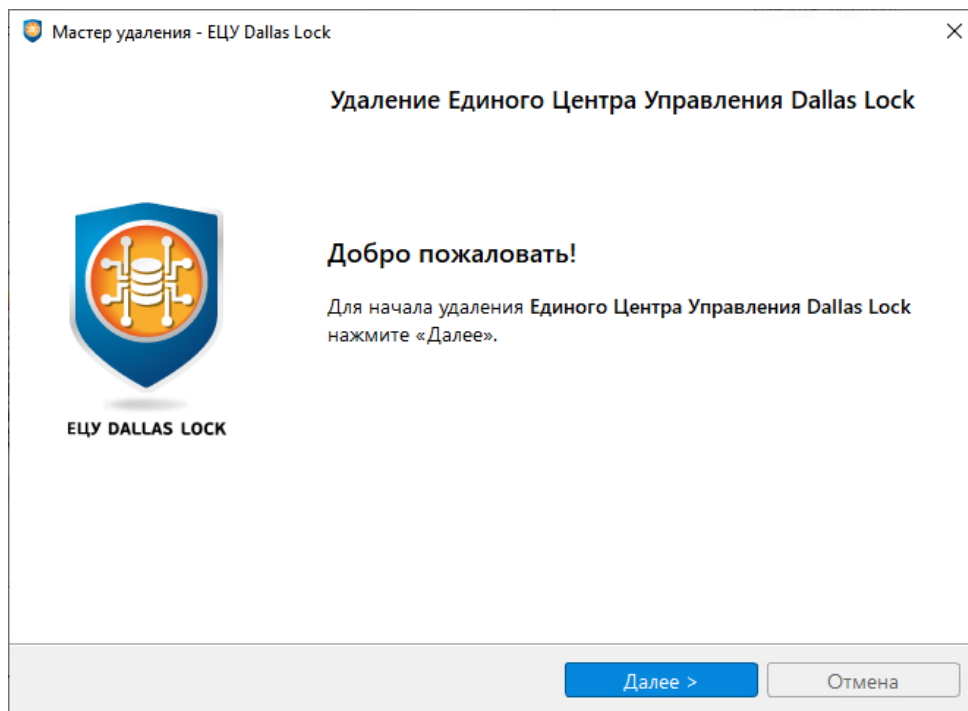 Мастер удаления - ЕЦУ Dallas Lock
Удаление Единого Центра Управления Dallas Lock
Добро пожаловать!
Для начала удаления Единого Центра Управления Dallas Lock
нажмите «Далее».
ЕЦУ DALLAS LOCK
Далее >
Отмена